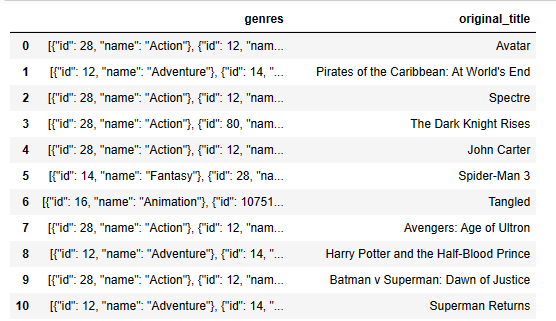 genres original_title
0 [{"id": 28, "name": "Action"}, {"id": 12, "nam... Avatar
1 [{"id": 12, "name": "Adventure"}, {"id": 14, "... Pirates of the Caribbean: At World's End
2 [{"id": 28, "name": "Action"}, {"id": 12, "nam... Spectre
3 [{"id": 28, "name": "Action"}, {"id": 80, "nam... The Dark Knight Rises
4 [{"id": 28, "name": "Action"}, {"id": 12, "nam... John Carter
5 [{"id": 14, "name": "Fantasy"}, {"id": 28, "na... Spider-Man 3
6 [{"id": 16, "name": "Animation"}, {"id": 10751... Tangled
7 [{"id": 28, "name": "Action"}, {"id": 12, "nam... Avengers: Age of Ultron
8 [{"id": 12, "name": "Adventure"}, {"id": 14, "... Harry Potter and the Half-Blood Prince
9 [{"id": 28, "name": "Action"}, {"id": 12, "nam... Batman v Superman: Dawn of Justice
10 [{"id": 12, "name": "Adventure"}, {"id": 14, "... Superman Returns